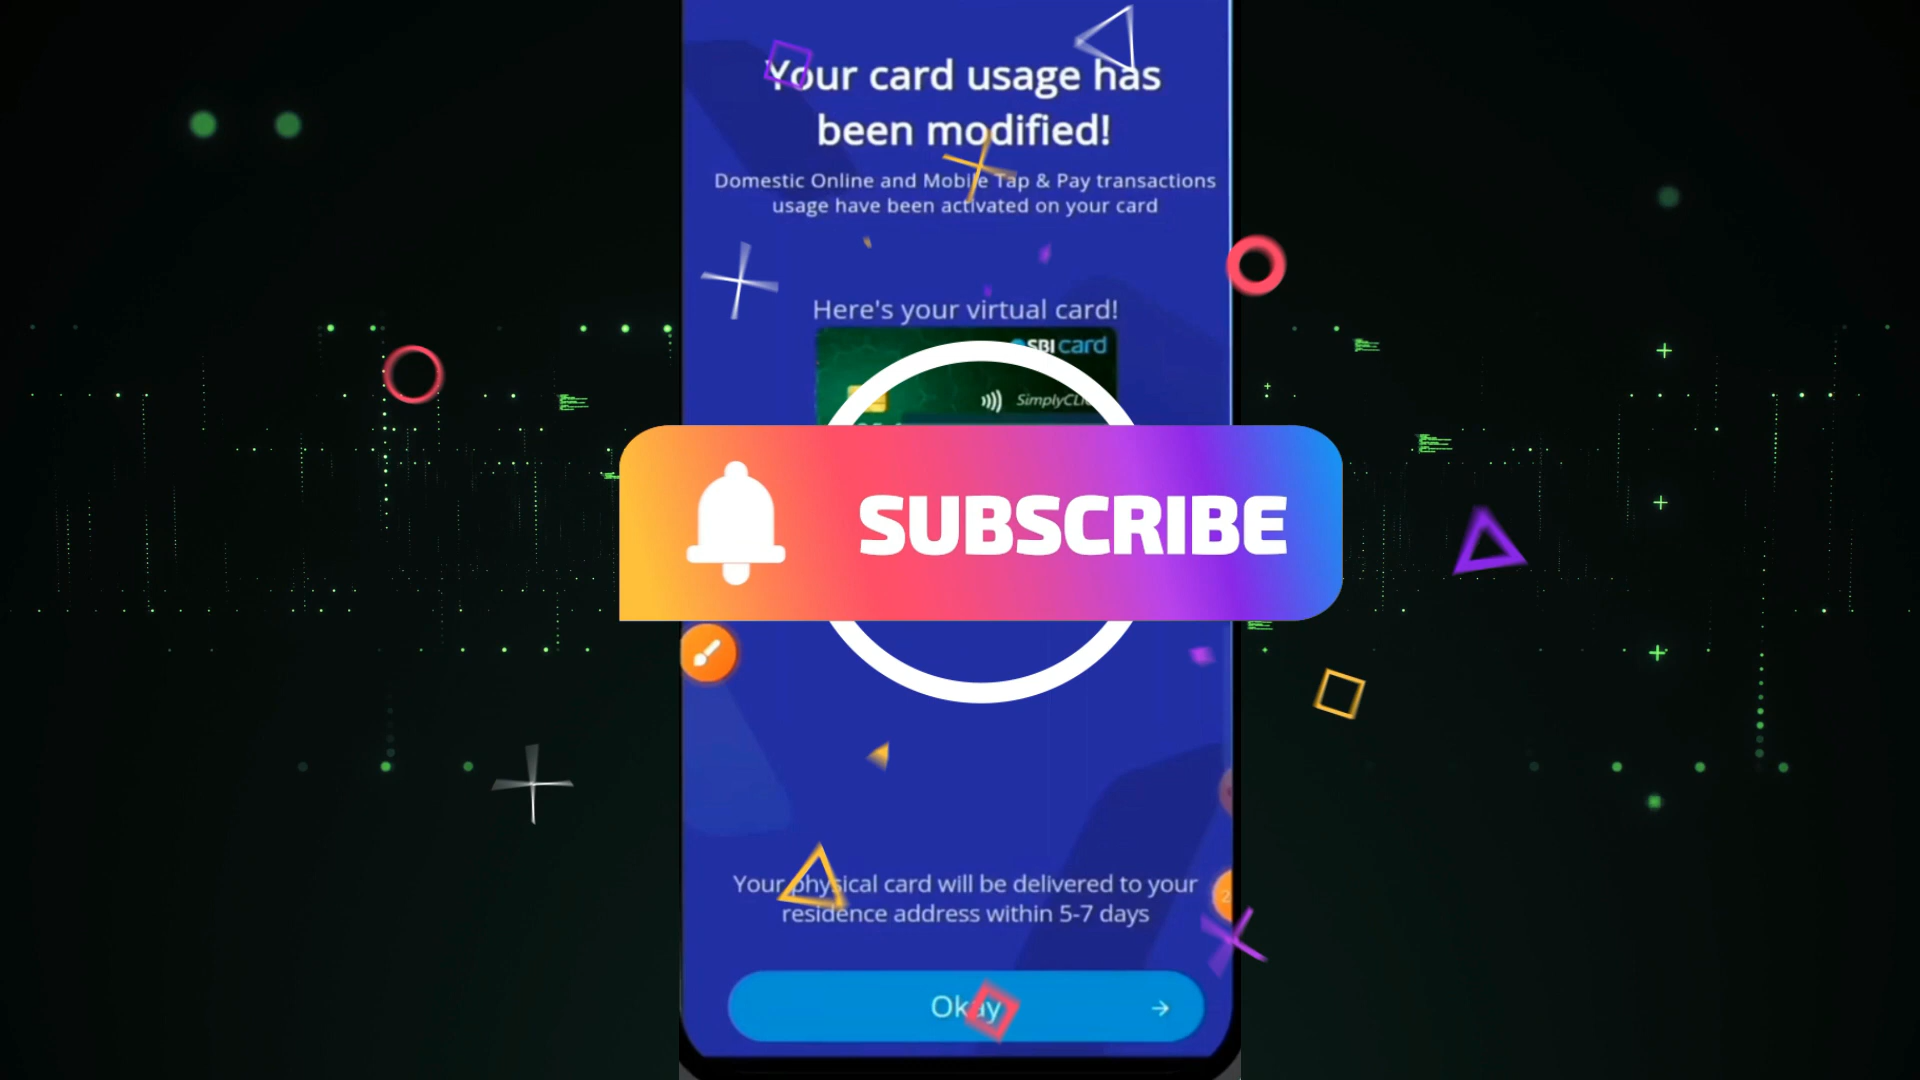 Your card usage has
been modified!
Domestic Online and Mobile Tap & Pay transactions
usage have been activated on your card
Here's your virtual card!
SBI card
SUBSCRIBE
Your physical card will be delivered to your
residence address within 5-7 days
Okay